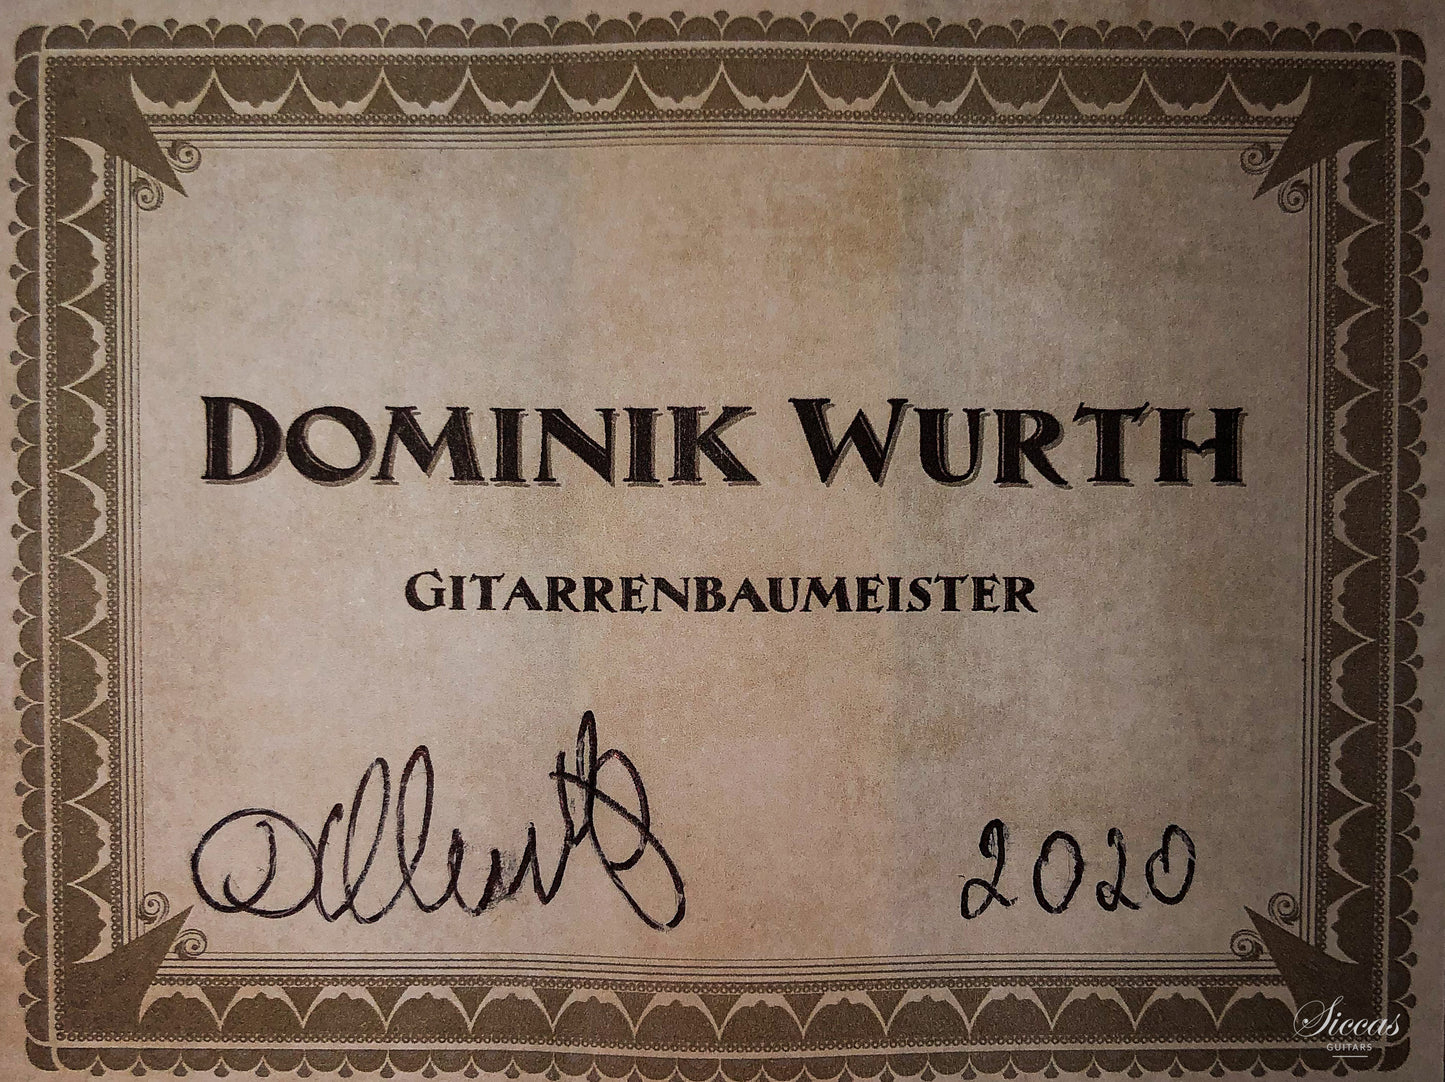 DOMINIK WURTH
GITARRENBAUMEISTER
2020
Siccas
GUITARS